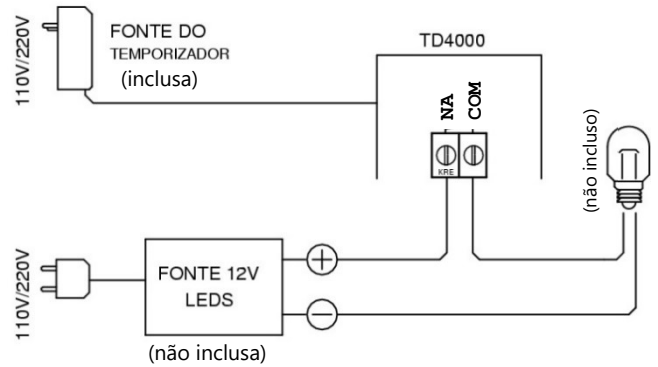 110V/220V
FONTE DO
TEMPORIZADOR
(inclusa)
TD4000
NA
COM
KRE
(não incluso)
110V/220V
FONTE 12V
LEDS
+
−
(não inclusa)